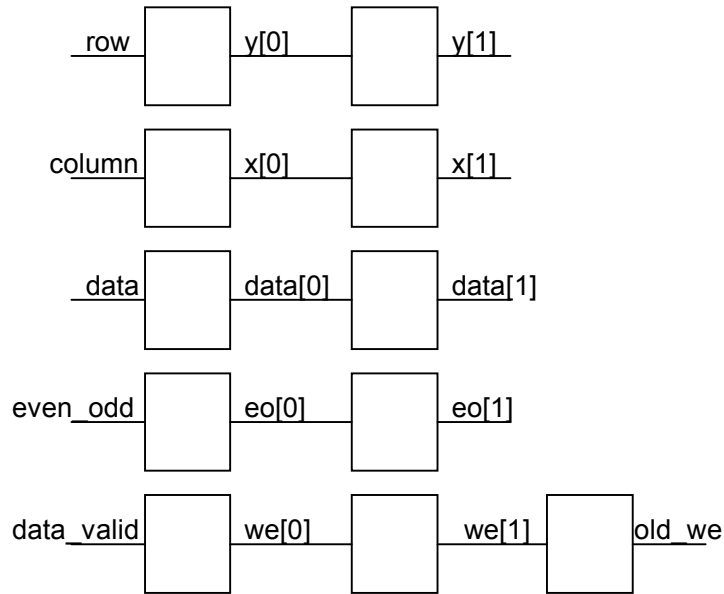 row y[0] y[1]
column x[0] x[1]
data data[0] data[1]
even_odd eo[0] eo[1]
data_valid we[0] we[1] old_we